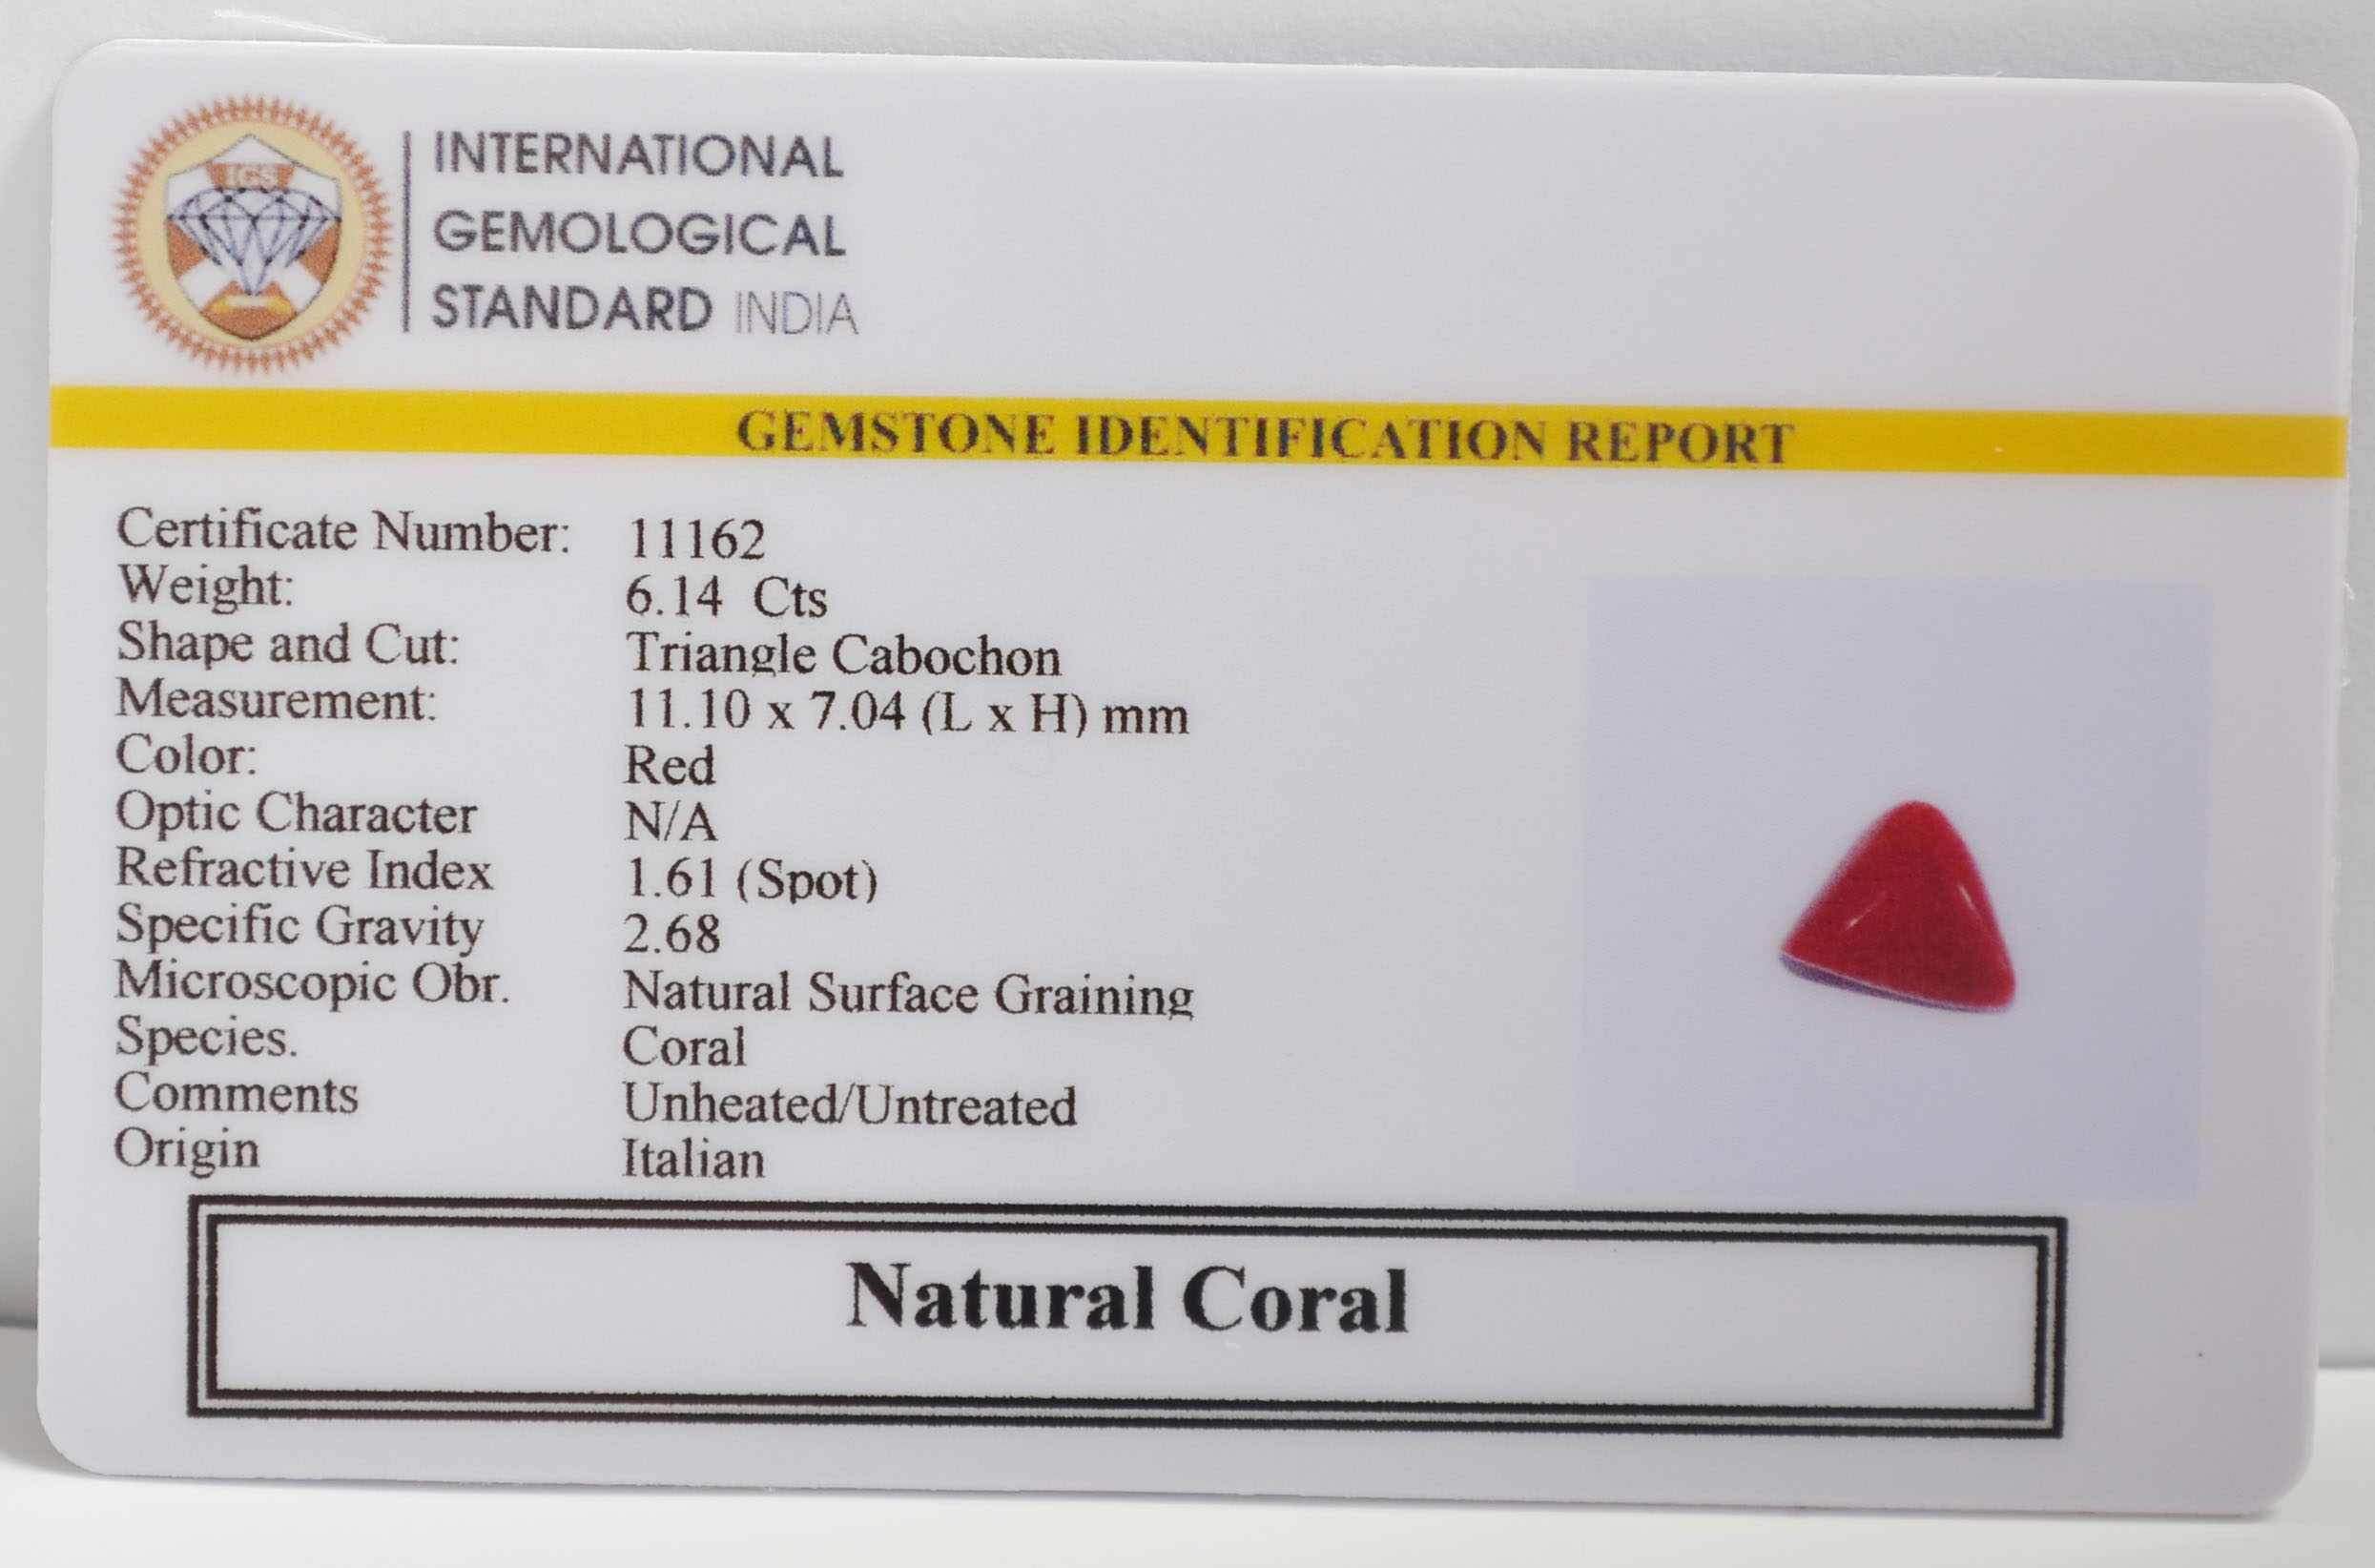 IGS
INTERNATIONAL
GEMOLOGICAL
STANDARD INDIA
GEMSTONE IDENTIFICATION REPORT
Certificate Number: 11162
Weight: 6.14 Cts
Shape and Cut: Triangle Cabochon
Measurement: 11.10 x 7.04 (L x H) mm
Color: Red
Optic Character N/A
Refractive Index 1.61 (Spot)
Specific Gravity 2.68
Microscopic Obr. Natural Surface Graining
Species. Coral
Comments Unheated/Untreated
Origin Italian
Natural Coral